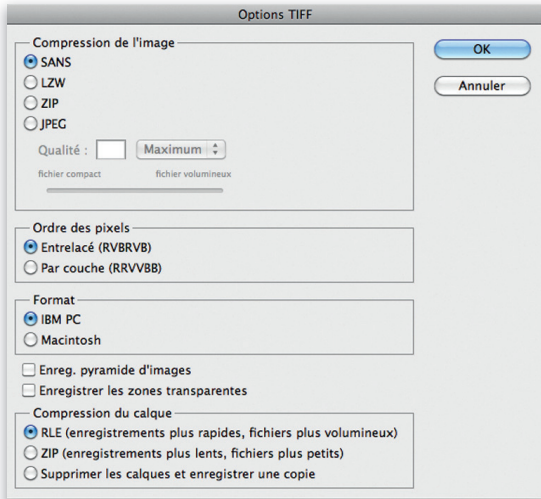 Options TIFF
Compression de l'image
SANS
LZW
ZIP
JPEG
Qualité :
Maximum
fichier compact
fichier volumineux
Ordre des pixels
Entrelacé (RVBRVB)
Par couche (RRVVBB)
Format
IBM PC
Macintosh
Enreg. pyramide d'images
Enregistrer les zones transparentes
Compression du calque
RLE (enregistrements plus rapides, fichiers plus volumineux)
ZIP (enregistrements plus lents, fichiers plus petits)
Supprimer les calques et enregistrer une copie
OK
Annuler